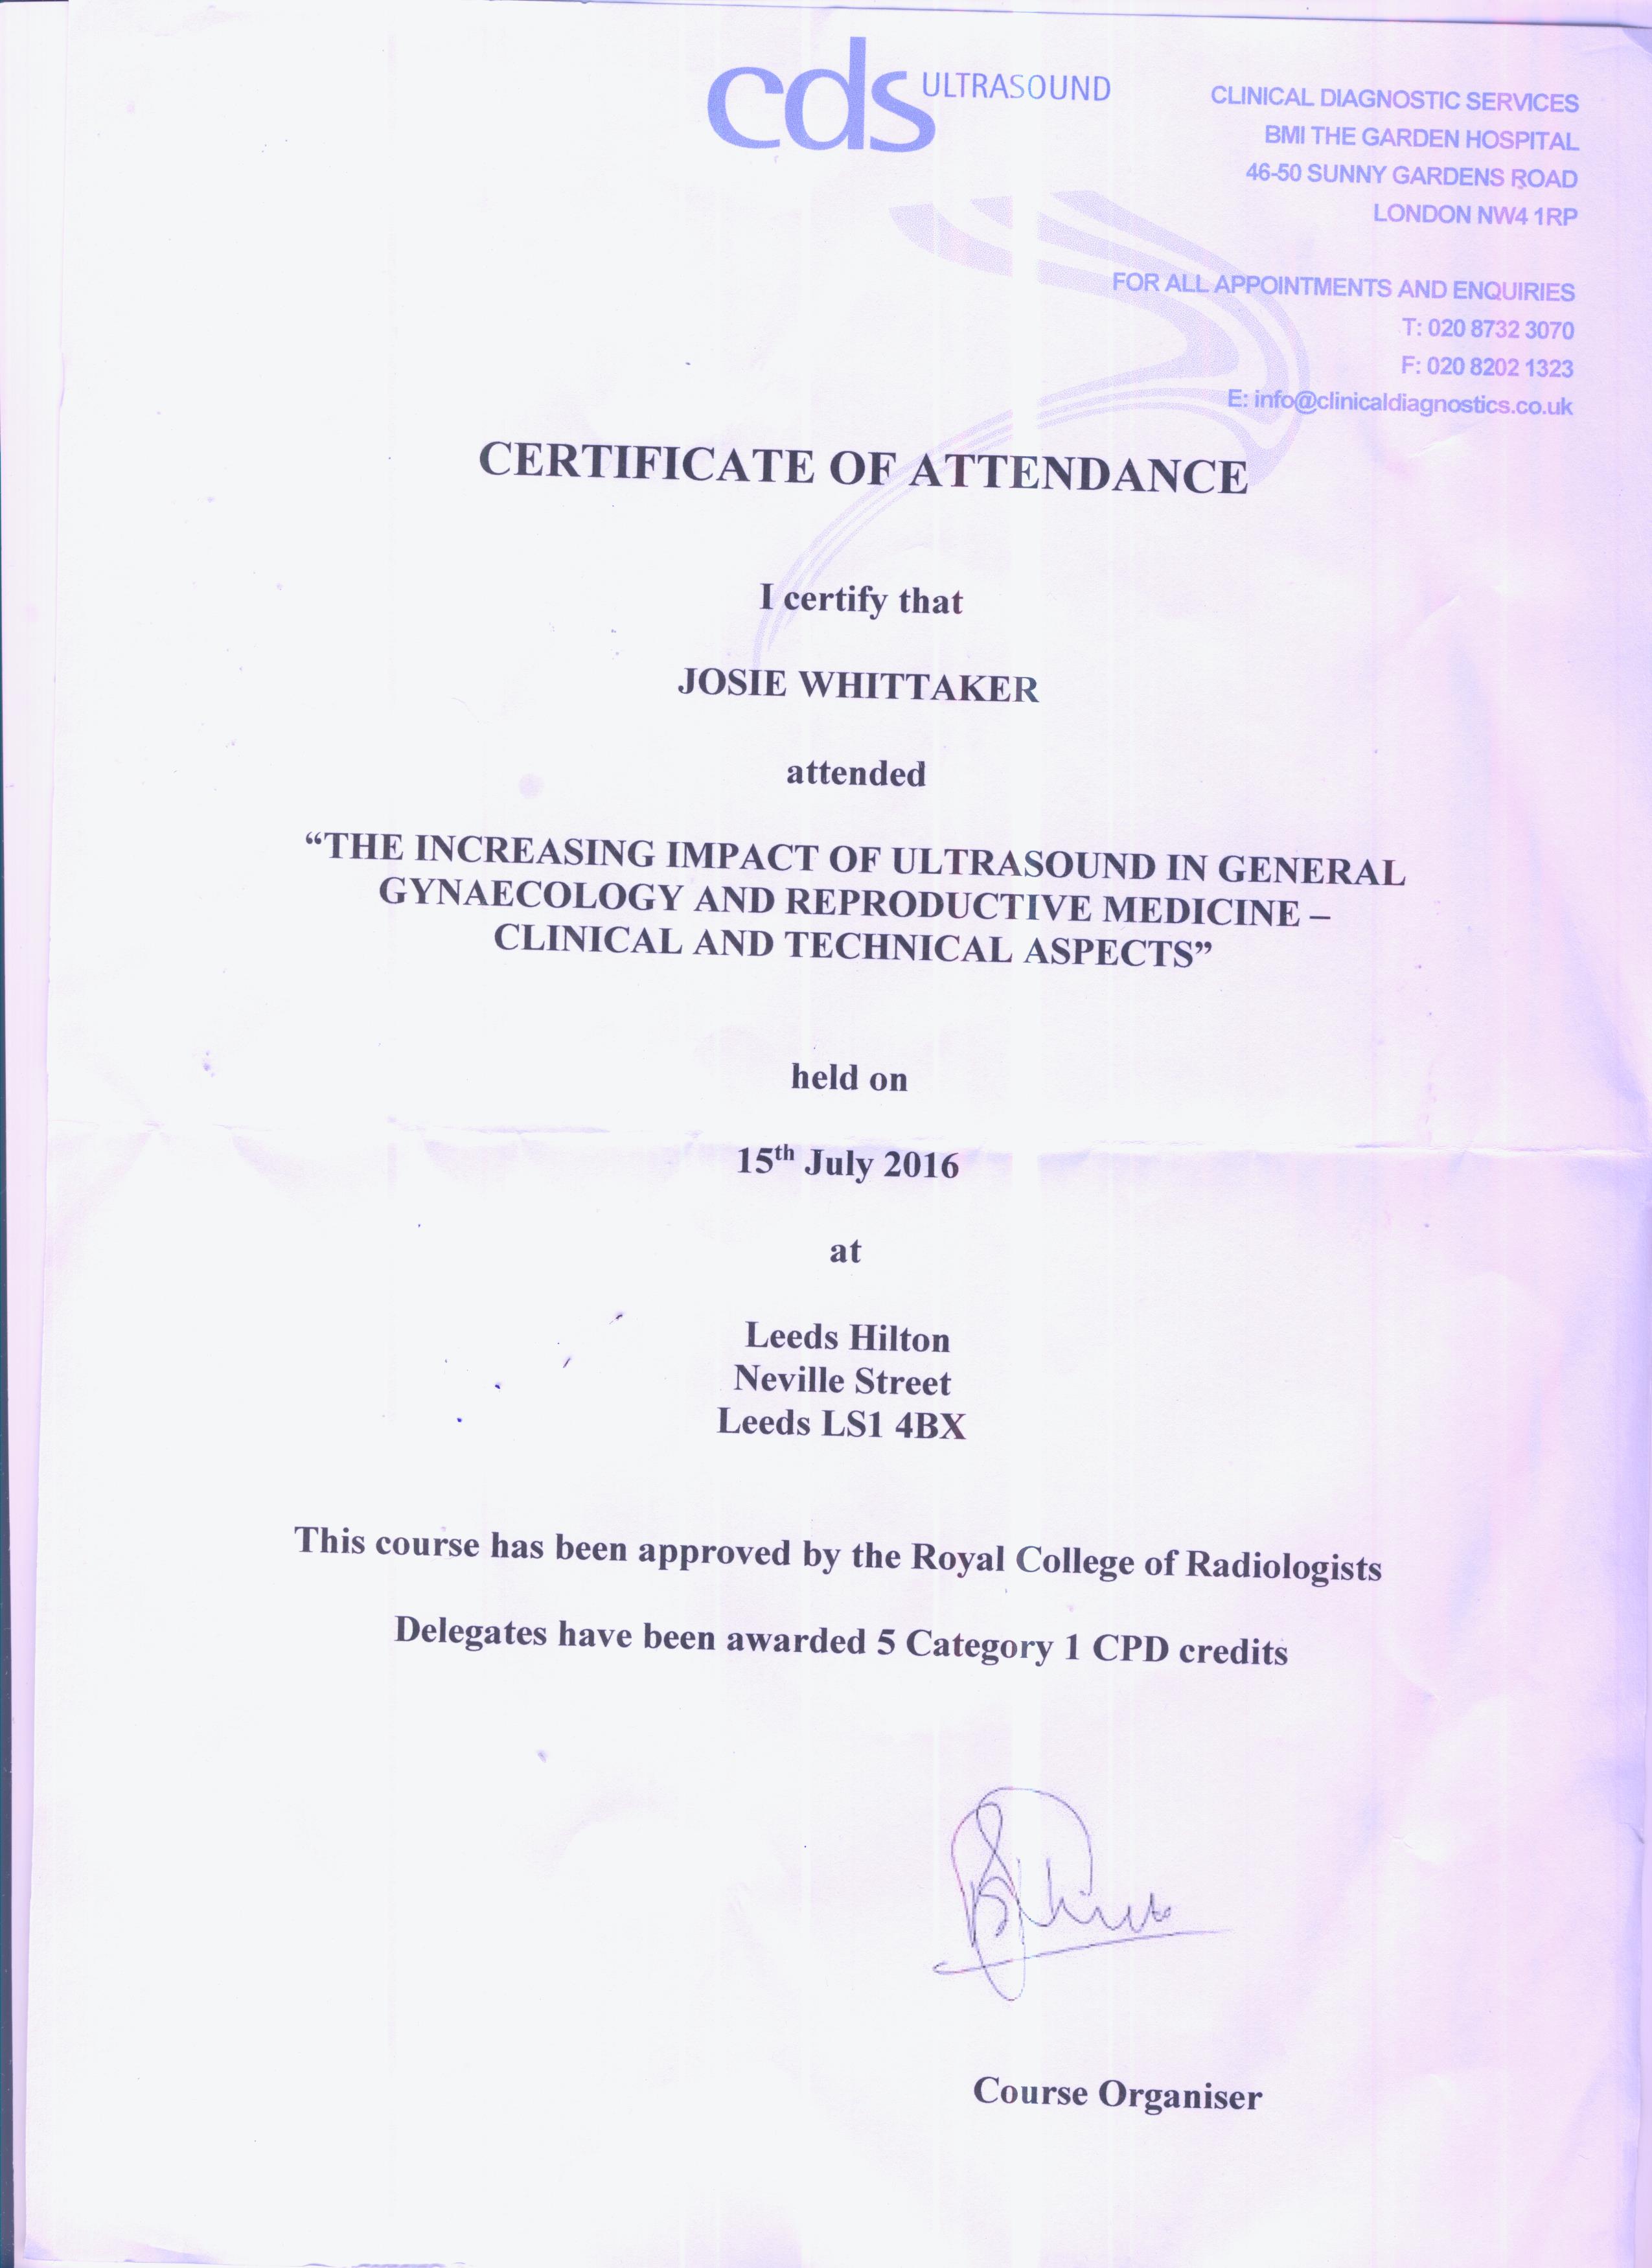 cds ULTRASOUND
CLINICAL DIAGNOSTIC SERVICES
BMI THE GARDEN HOSPITAL
46-50 SUNNY GARDENS ROAD
LONDON NW4 1RP
FOR ALL APPOINTMENTS AND ENQUIRIES
T: 020 8732 3070
F: 020 8202 1323
E: info@clinicaldiagnostics.co.uk
CERTIFICATE OF ATTENDANCE
I certify that
JOSIE WHITTAKER
attended
“THE INCREASING IMPACT OF ULTRASOUND IN GENERAL
GYNAECOLOGY AND REPRODUCTIVE MEDICINE –
CLINICAL AND TECHNICAL ASPECTS”
held on
15th July 2016
at
Leeds Hilton
Neville Street
Leeds LS1 4BX
This course has been approved by the Royal College of Radiologists
Delegates have been awarded 5 Category 1 CPD credits
Course Organiser